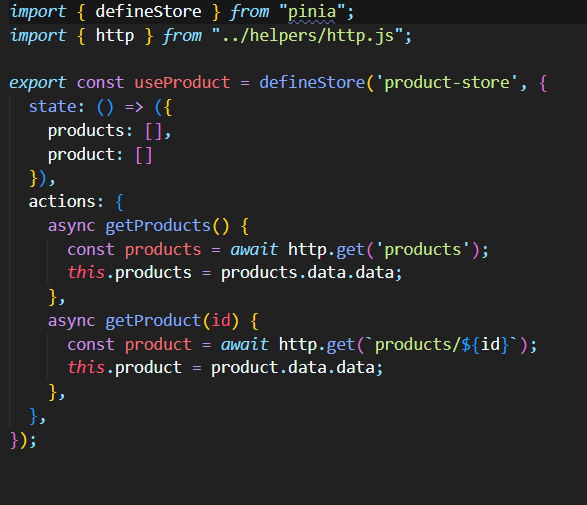 import { defineStore } from "pinia";
import { http } from "../helpers/http.js";
export const useProduct = defineStore('product-store', {
state: () => ({
products: [],
product: []
}),
actions: {
async getProducts() {
const products = await http.get('products');
this.products = products.data.data;
},
async getProduct(id) {
const product = await http.get(`products/${id}`);
this.product = product.data.data;
},
},
});